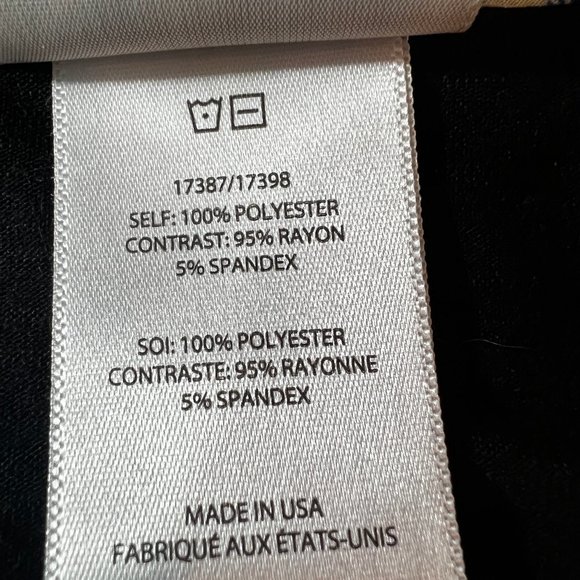 17387/17398
SELF: 100% POLYESTER
CONTRAST: 95% RAYON
5% SPANDEX
SOI: 100% POLYESTER
CONTRASTE: 95% RAYONNE
5% SPANDEX
MADE IN USA
FABRIQUÉ AUX ÉTATS-UNIS